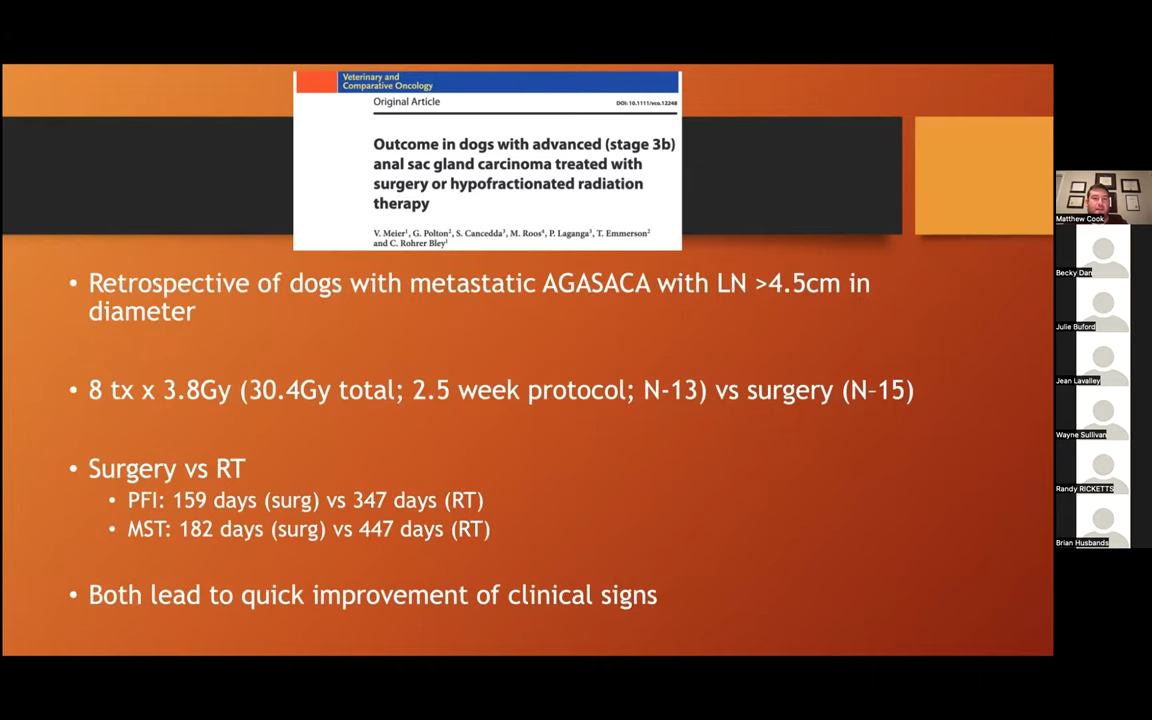 Veterinary and
Comparative Oncology
Original Article
DOI: 10.1111/vco.12248
Outcome in dogs with advanced (stage 3b)
anal sac gland carcinoma treated with
surgery or hypofractionated radiation
therapy
V. Meier¹, G. Polton², S. Cancedda³, M. Roos⁴, P. Laganga³, T. Emmerson²
and C. Rohrer Bley¹
• Retrospective of dogs with metastatic AGASACA with LN >4.5cm in
diameter
• 8 tx x 3.8Gy (30.4Gy total; 2.5 week protocol; N-13) vs surgery (N–15)
• Surgery vs RT
• PFI: 159 days (surg) vs 347 days (RT)
• MST: 182 days (surg) vs 447 days (RT)
• Both lead to quick improvement of clinical signs
Matthew Cook
Becky Dan
Julie Buford
Jean Lavalley
Wayne Sullivan
Randy RICKETTS
Brian Husbands